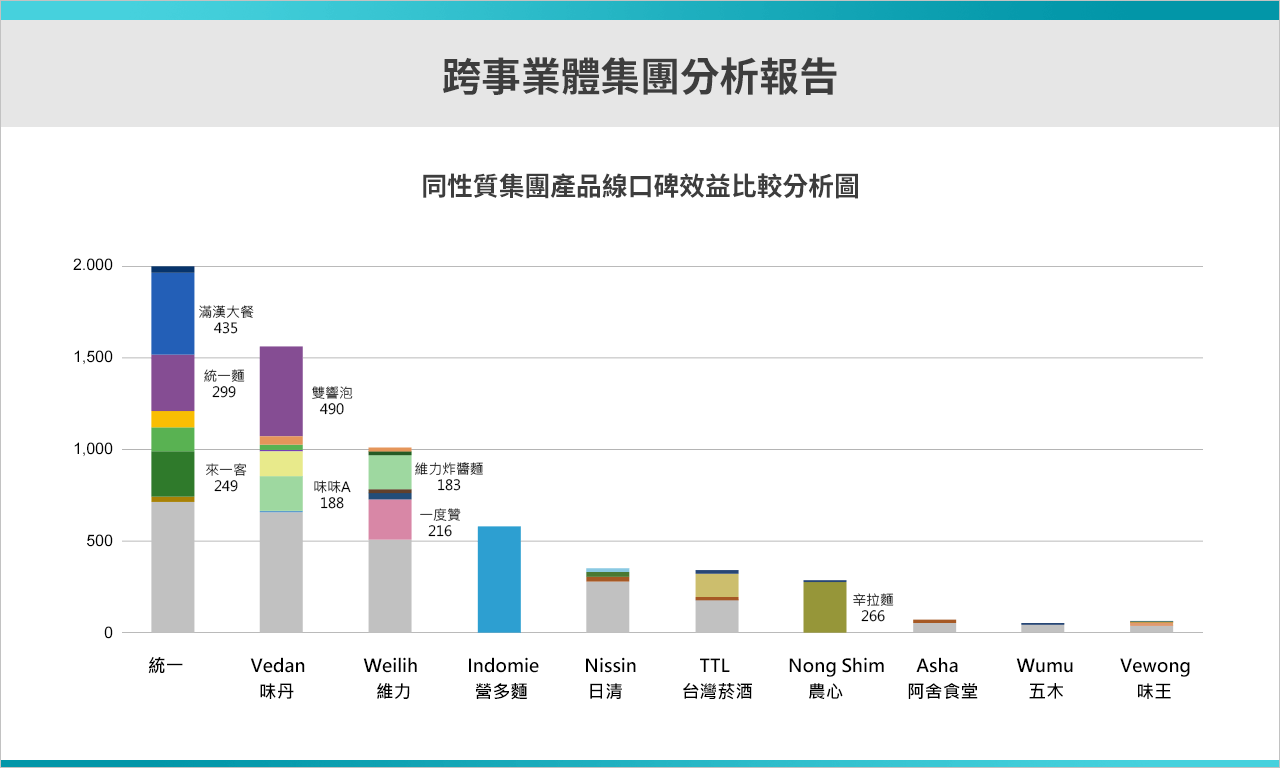 跨事業體集團分析報告
同性質集團產品線口碑效益比較分析圖
2.000
1,500
1,000
500
0
滿漢大餐
435
統一麵
299
來一客
249
雙響泡
490
味味A
188
維力炸醬麵
183
一度贊
216
辛拉麵
266
統一 Vedan Weilih Indomie Nissin TTL Nong Shim Asha Wumu Vewong
味丹 維力 營多麵 日清 台灣菸酒 農心 阿舍食堂 五木 味王